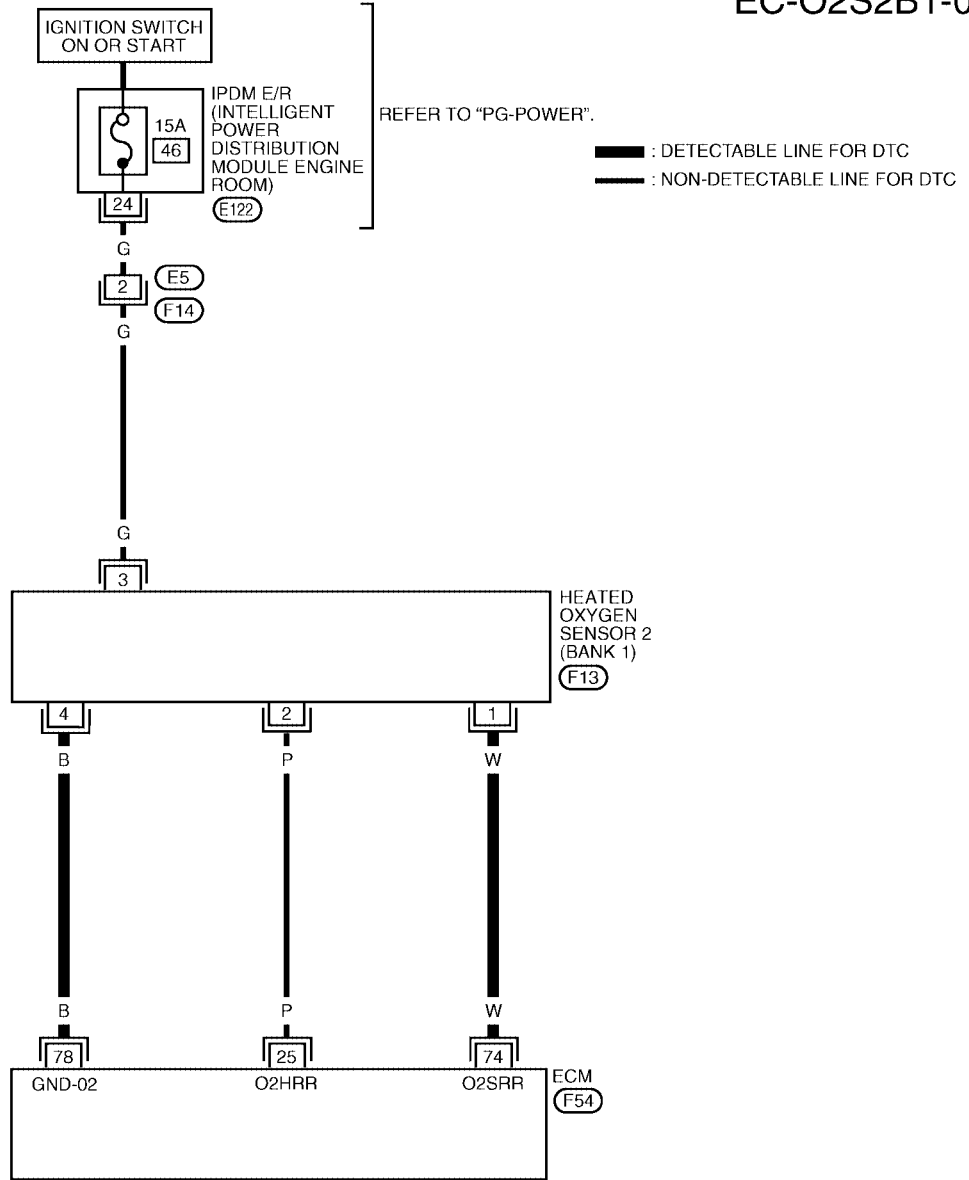 EC-O2S2B1-0
IGNITION SWITCH
ON OR START
IPDM E/R
(INTELLIGENT
POWER
DISTRIBUTION
MODULE ENGINE
ROOM)
15A
46
REFER TO “PG-POWER”.
: DETECTABLE LINE FOR DTC
: NON-DETECTABLE LINE FOR DTC
24
E122
G
2
E5
F14
G
G
3
HEATED
OXYGEN
SENSOR 2
(BANK 1)
F13
4 2 1
B P W
B P W
78 25 74
GND-02 O2HRR O2SRR
ECM
F54